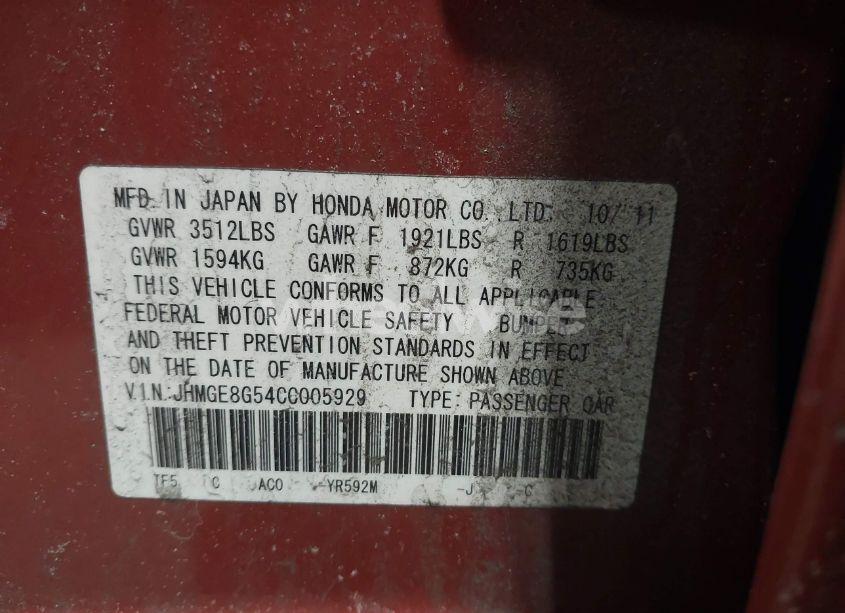 MFD. IN JAPAN BY HONDA MOTOR CO., LTD. 10/11
GVWR 3512LBS GAWR F 1921LBS R 1619LBS
GVWR 1594KG GAWR F 872KG R 735KG
THIS VEHICLE CONFORMS TO ALL APPLICABLE
FEDERAL MOTOR VEHICLE SAFETY BUMPER
AND THEFT PREVENTION STANDARDS IN EFFECT
ON THE DATE OF MANUFACTURE SHOWN ABOVE
V.I.N.:JHMGE8G54CC005929 TYPE:PASSENGER CAR
TF5 C ACO -YR592M -J C